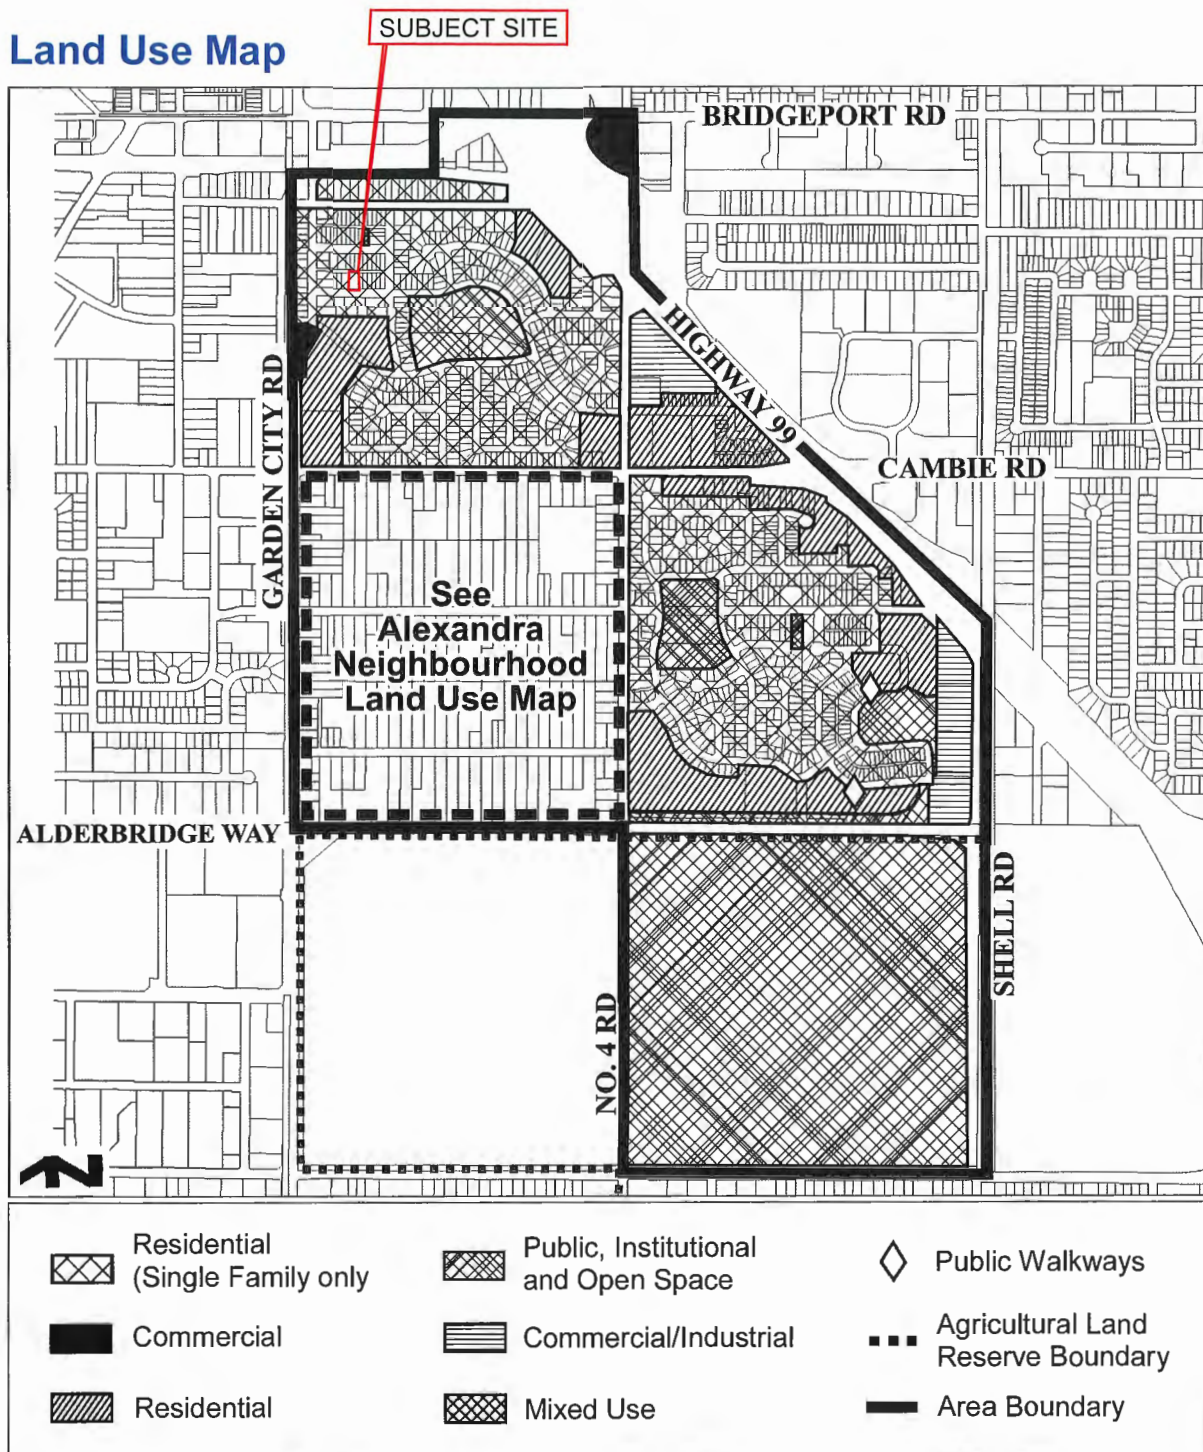 SUBJECT SITE
Land Use Map
BRIDGEPORT RD
HIGHWAY 99
GARDEN CITY RD
CAMBIE RD
See
Alexandra
Neighbourhood
Land Use Map
ALDERBRIDGE WAY
SHELL RD
NO. 4 RD
N
Residential
(Single Family only
Public, Institutional
and Open Space
Public Walkways
Commercial
Commercial/Industrial
Agricultural Land
Reserve Boundary
Residential
Mixed Use
Area Boundary